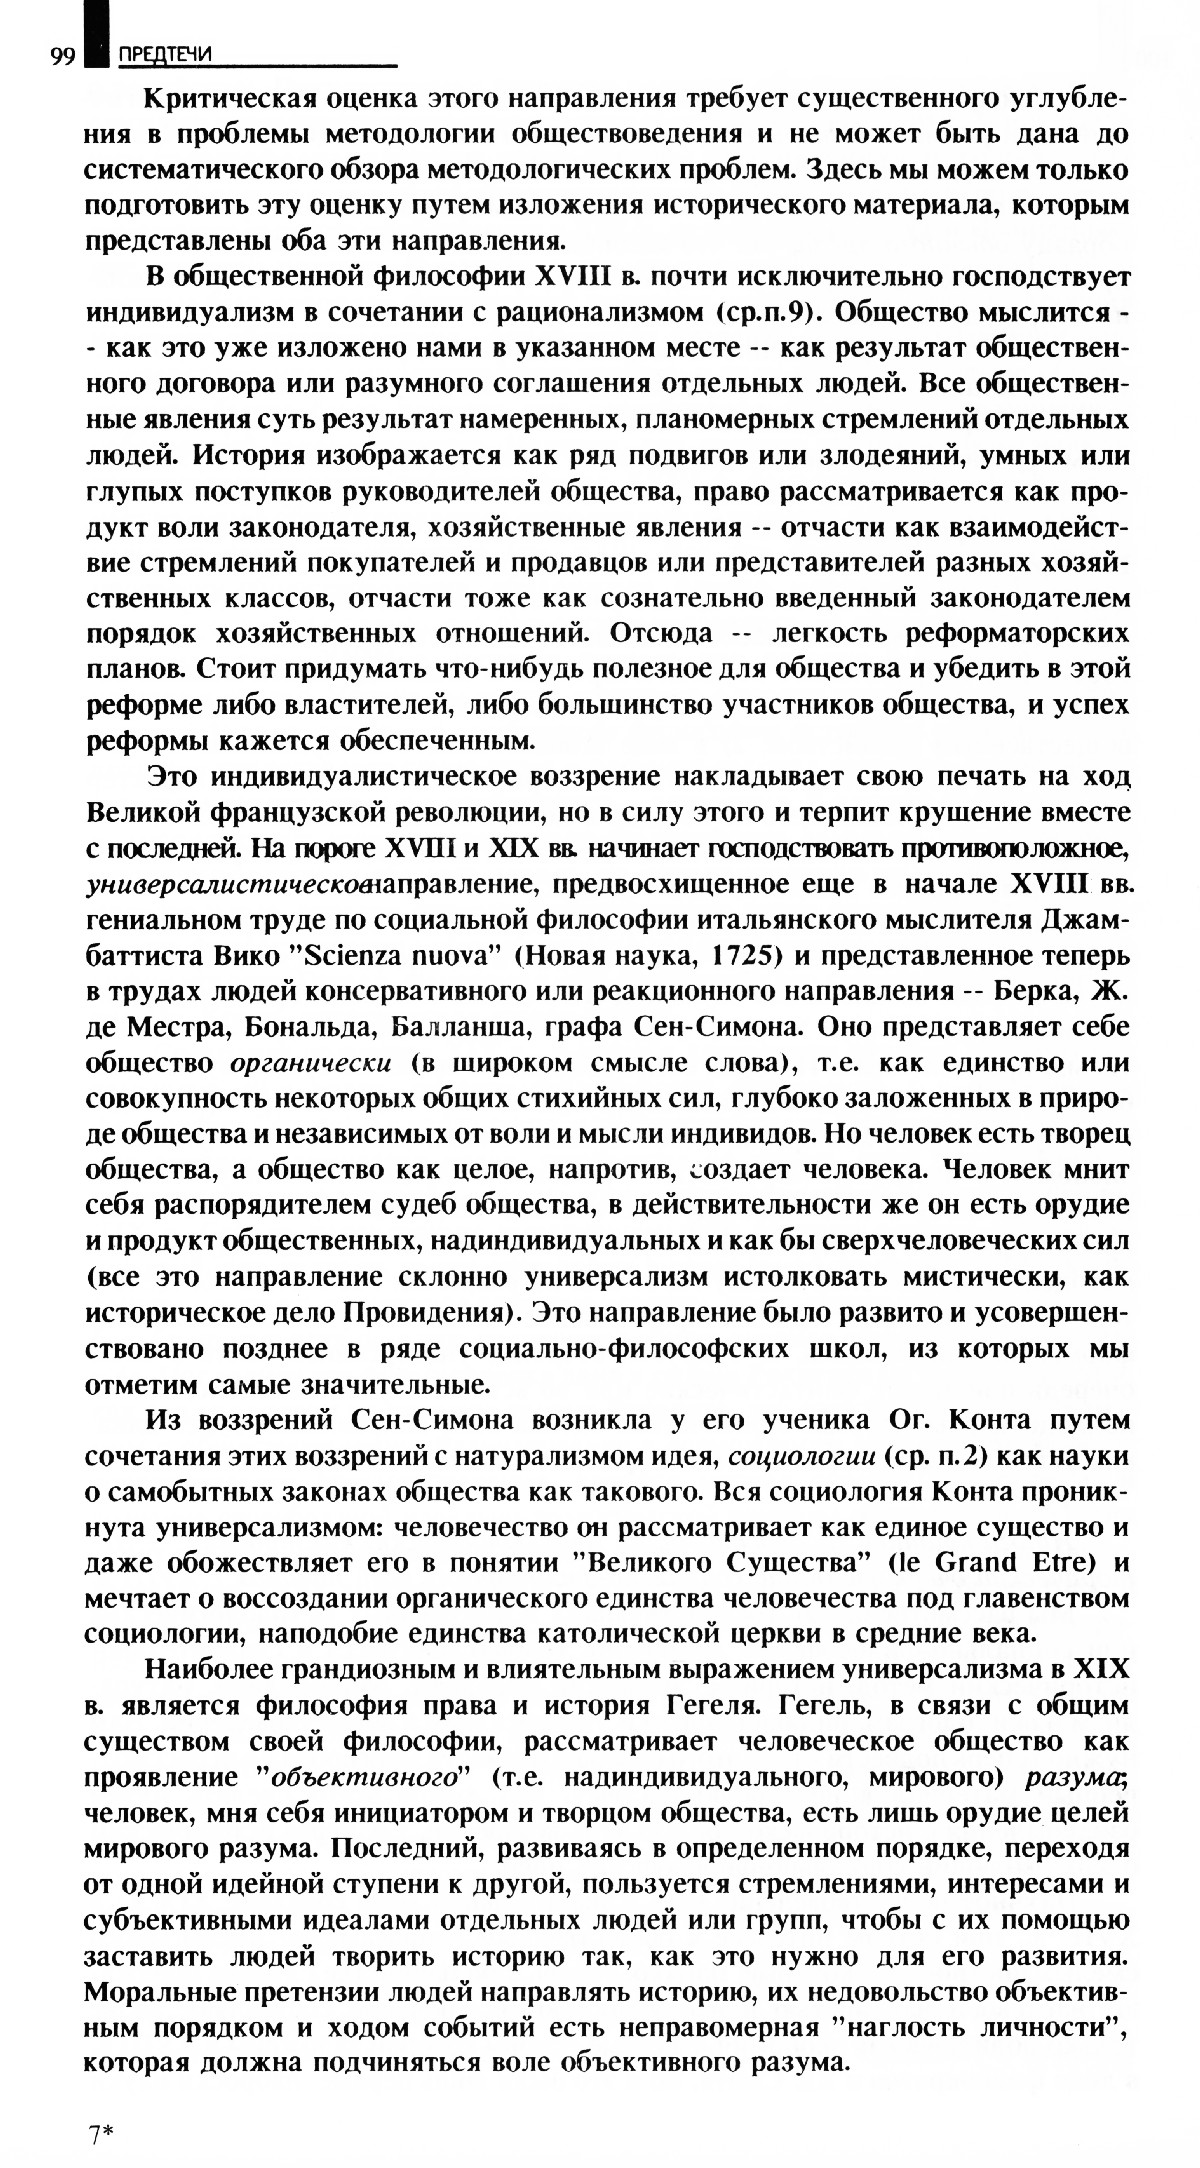 99 ПРЕДТЕЧИ
Критическая оценка этого направления требует существенного углубле-
ния в проблемы методологии обществоведения и не может быть дана до
систематического обзора методологических проблем. Здесь мы можем только
подготовить эту оценку путем изложения исторического материала, которым
представлены оба эти направления.
В общественной философии XVIII в. почти исключительно господствует
индивидуализм в сочетании с рационализмом (ср.п.9). Общество мыслится -
- как это уже изложено нами в указанном месте -- как результат обществен-
ного договора или разумного соглашения отдельных людей. Все обществен-
ные явления суть результат намеренных, планомерных стремлений отдельных
людей. История изображается как ряд подвигов или злодеяний, умных или
глупых поступков руководителей общества, право рассматривается как про-
дукт воли законодателя, хозяйственные явления -- отчасти как взаимодейст-
вие стремлений покупателей и продавцов или представителей разных хозяй-
ственных классов, отчасти тоже как сознательно введенный законодателем
порядок хозяйственных отношений. Отсюда -- легкость реформаторских
планов. Стоит придумать что-нибудь полезное для общества и убедить в этой
реформе либо властителей, либо большинство участников общества, и успех
реформы кажется обеспеченным.
Это индивидуалистическое воззрение накладывает свою печать на ход
Великой французской революции, но в силу этого и терпит крушение вместе
с последней. На пороге XVIII и XIX вв. начинает господствовать противоположное,
универсалистическоенаправление, предвосхищенное еще в начале XVIII вв.
гениальном труде по социальной философии итальянского мыслителя Джам-
баттиста Вико "Scienza nuova" (Новая наука, 1725) и представленное теперь
в трудах людей консервативного или реакционного направления -- Берка, Ж.
де Местра, Бональда, Балланша, графа Сен-Симона. Оно представляет себе
общество органически (в широком смысле слова), т.е. как единство или
совокупность некоторых общих стихийных сил, глубоко заложенных в приро-
де общества и независимых от воли и мысли индивидов. Но человек есть творец
общества, а общество как целое, напротив, создает человека. Человек мнит
себя распорядителем судеб общества, в действительности же он есть орудие
и продукт общественных, надиндивидуальных и как бы сверхчеловеческих сил
(все это направление склонно универсализм истолковать мистически, как
историческое дело Провидения). Это направление было развито и усовершен-
ствовано позднее в ряде социально-философских школ, из которых мы
отметим самые значительные.
Из воззрений Сен-Симона возникла у его ученика Ог. Конта путем
сочетания этих воззрений с натурализмом идея, социологии (ср. п.2) как науки
о самобытных законах общества как такового. Вся социология Конта проник-
нута универсализмом: человечество он рассматривает как единое существо и
даже обожествляет его в понятии "Великого Существа" (le Grand Etre) и
мечтает о воссоздании органического единства человечества под главенством
социологии, наподобие единства католической церкви в средние века.
Наиболее грандиозным и влиятельным выражением универсализма в XIX
в. является философия права и история Гегеля. Гегель, в связи с общим
существом своей философии, рассматривает человеческое общество как
проявление "объективного" (т.е. надиндивидуального, мирового) разума;
человек, мня себя инициатором и творцом общества, есть лишь орудие целей
мирового разума. Последний, развиваясь в определенном порядке, переходя
от одной идейной ступени к другой, пользуется стремлениями, интересами и
субъективными идеалами отдельных людей или групп, чтобы с их помощью
заставить людей творить историю так, как это нужно для его развития.
Моральные претензии людей направлять историю, их недовольство объектив-
ным порядком и ходом событий есть неправомерная "наглость личности",
которая должна подчиняться воле объективного разума.
7*